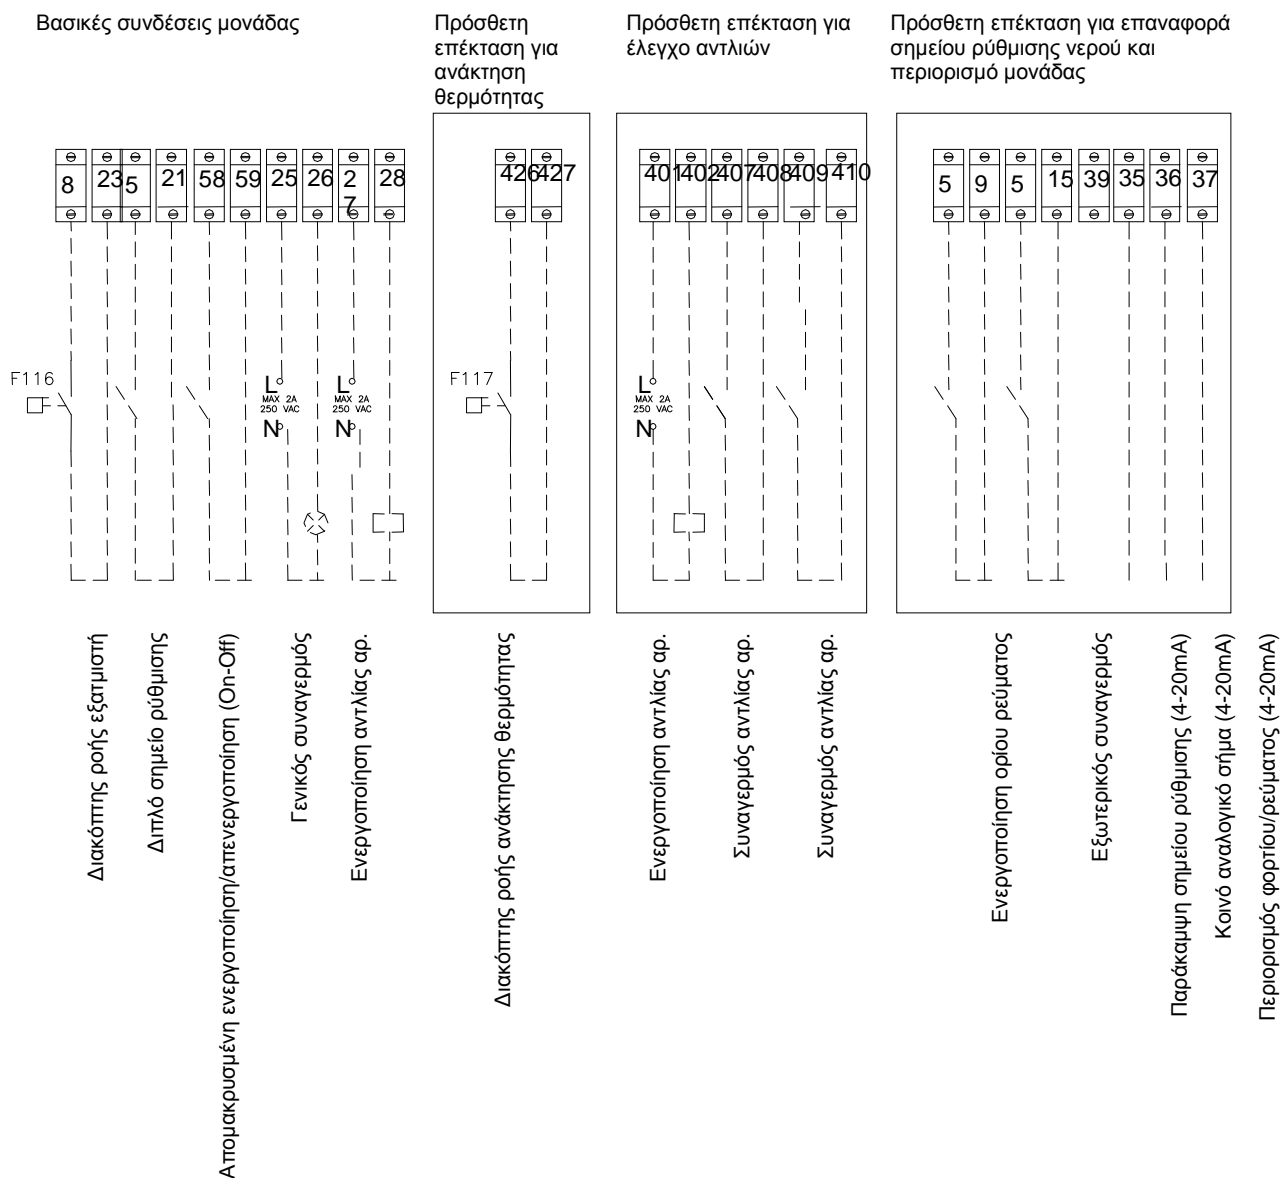 Βασικές συνδέσεις μονάδας
Πρόσθετη
επέκταση για
ανάκτηση
θερμότητας
Πρόσθετη επέκταση για
έλεγχο αντλιών
Πρόσθετη επέκταση για επαναφορά
σημείου ρύθμισης νερού και
περιορισμό μονάδας
8
23
5
21
58
59
25
26
2
7
28
426
427
401
402
407
408
409
410
5
9
5
15
39
35
36
37
F116
L
MAX 2A
250 VAC
N
L
MAX 2A
250 VAC
N
F117
L
MAX 2A
250 VAC
N
Διακόπτης ροής εξατμιστή
Διπλό σημείο ρύθμισης
Απομακρυσμένη ενεργοποίηση/απενεργοποίηση (On-Off)
Γενικός συναγερμός
Ενεργοποίηση αντλίας αρ.
Διακόπτης ροής ανάκτησης θερμότητας
Ενεργοποίηση αντλίας αρ.
Συναγερμός αντλίας αρ.
Συναγερμός αντλίας αρ.
Ενεργοποίηση ορίου ρεύματος
Εξωτερικός συναγερμός
Παράκαμψη σημείου ρύθμισης (4-20mA)
Κοινό αναλογικό σήμα (4-20mA)
Περιορισμός φορτίου/ρεύματος (4-20mA)